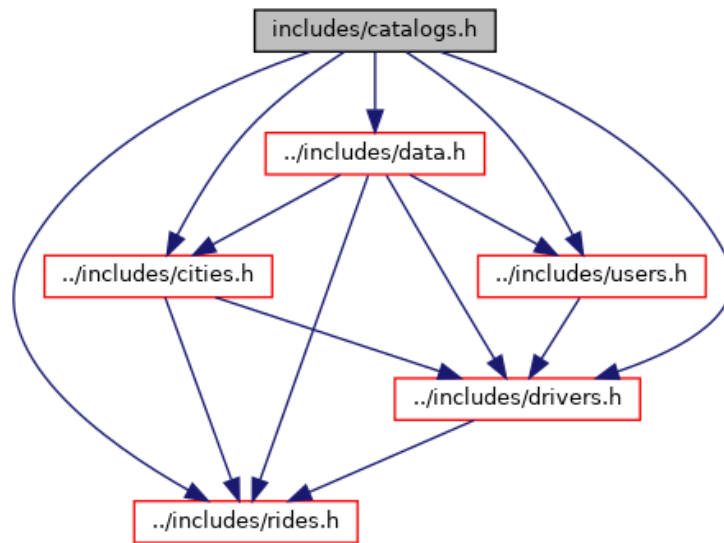 includes/catalogs.h
../includes/data.h
../includes/cities.h
../includes/users.h
../includes/drivers.h
../includes/rides.h